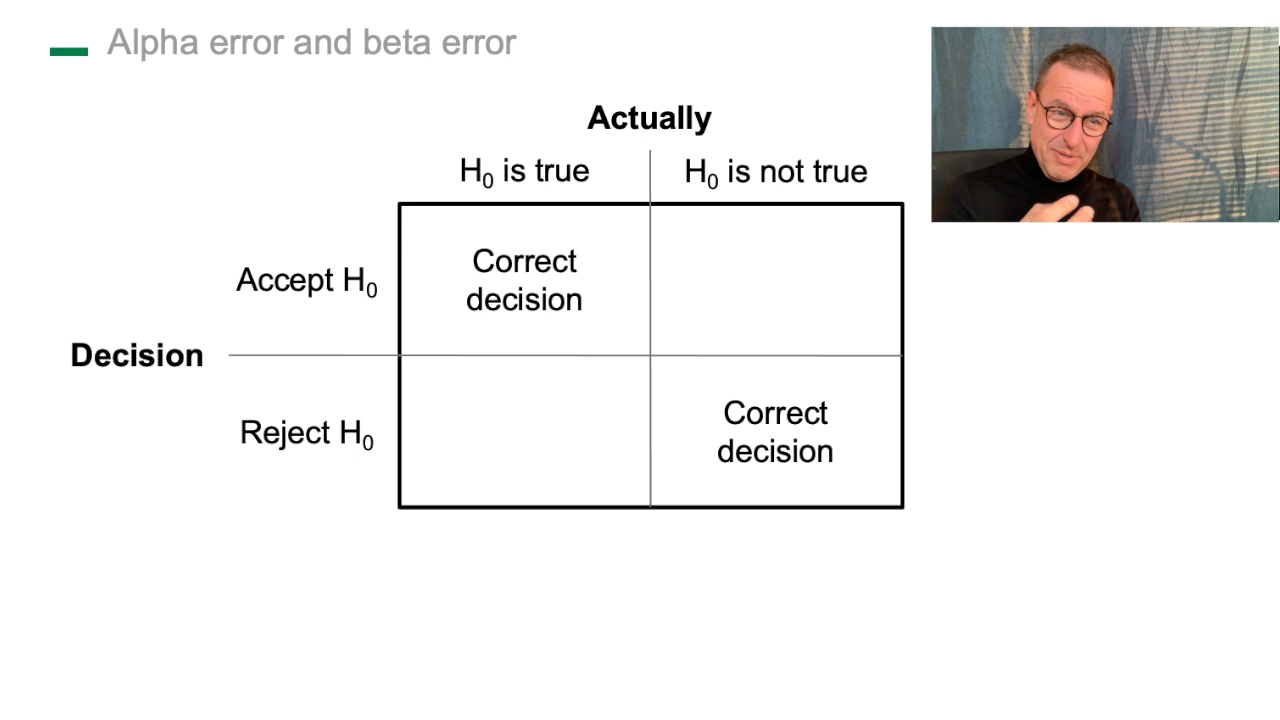 Alpha error and beta error
Actually
H₀ is true
H₀ is not true
Accept H₀
Correct
decision
Decision
Reject H₀
Correct
decision